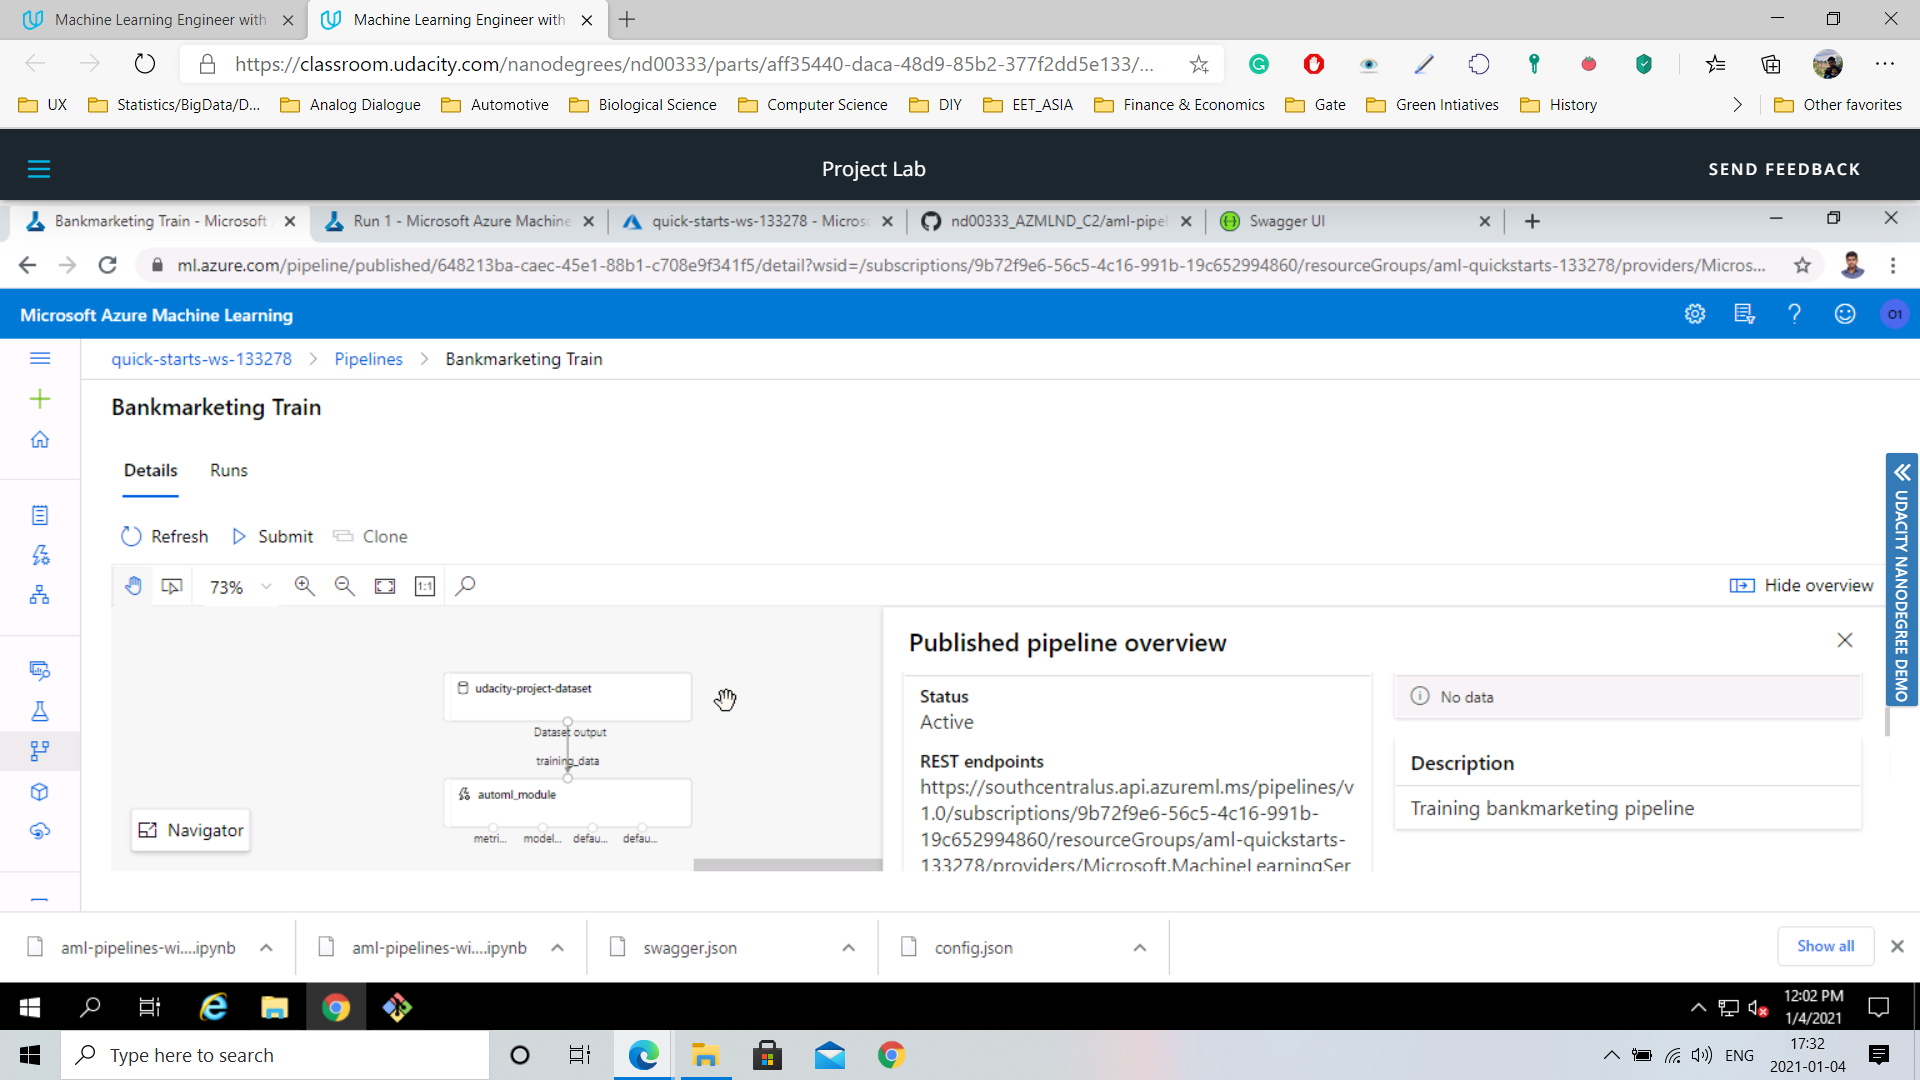 Machine Learning Engineer with
Machine Learning Engineer with
https://classroom.udacity.com/nanodegrees/nd00333/parts/aff35440-daca-48d9-85b2-377f2dd5e133/...
UX
Statistics/BigData/D...
Analog Dialogue
Automotive
Biological Science
Computer Science
DIY
EET_ASIA
Finance & Economics
Gate
Green Intiatives
History
Other favorites
Project Lab
SEND FEEDBACK
Bankmarketing Train - Microsoft
Run 1 - Microsoft Azure Machine
quick-starts-ws-133278 - Micros
nd00333_AZMLND_C2/aml-pipel
Swagger UI
ml.azure.com/pipeline/published/648213ba-caec-45e1-88b1-c708e9f341f5/detail?wsid=/subscriptions/9b72f9e6-56c5-4c16-991b-19c652994860/resourceGroups/aml-quickstarts-133278/providers/Micros...
Microsoft Azure Machine Learning
O1
quick-starts-ws-133278 > Pipelines > Bankmarketing Train
Bankmarketing Train
Details
Runs
Refresh
Submit
Clone
73%
1:1
Hide overview
UDACITY NANODEGREE DEMO
udacity-project-dataset
Dataset output
training_data
automl_module
metri...
model...
defau...
defau...
Navigator
Published pipeline overview
Status
Active
REST endpoints
https://southcentralus.api.azureml.ms/pipelines/v
1.0/subscriptions/9b72f9e6-56c5-4c16-991b-
19c652994860/resourceGroups/aml-quickstarts-
133278/providers/Microsoft.MachineLearningSer
No data
Description
Training bankmarketing pipeline
aml-pipelines-wi....ipynb
aml-pipelines-wi....ipynb
swagger.json
config.json
Show all
12:02 PM
1/4/2021
Type here to search
ENG
17:32
2021-01-04